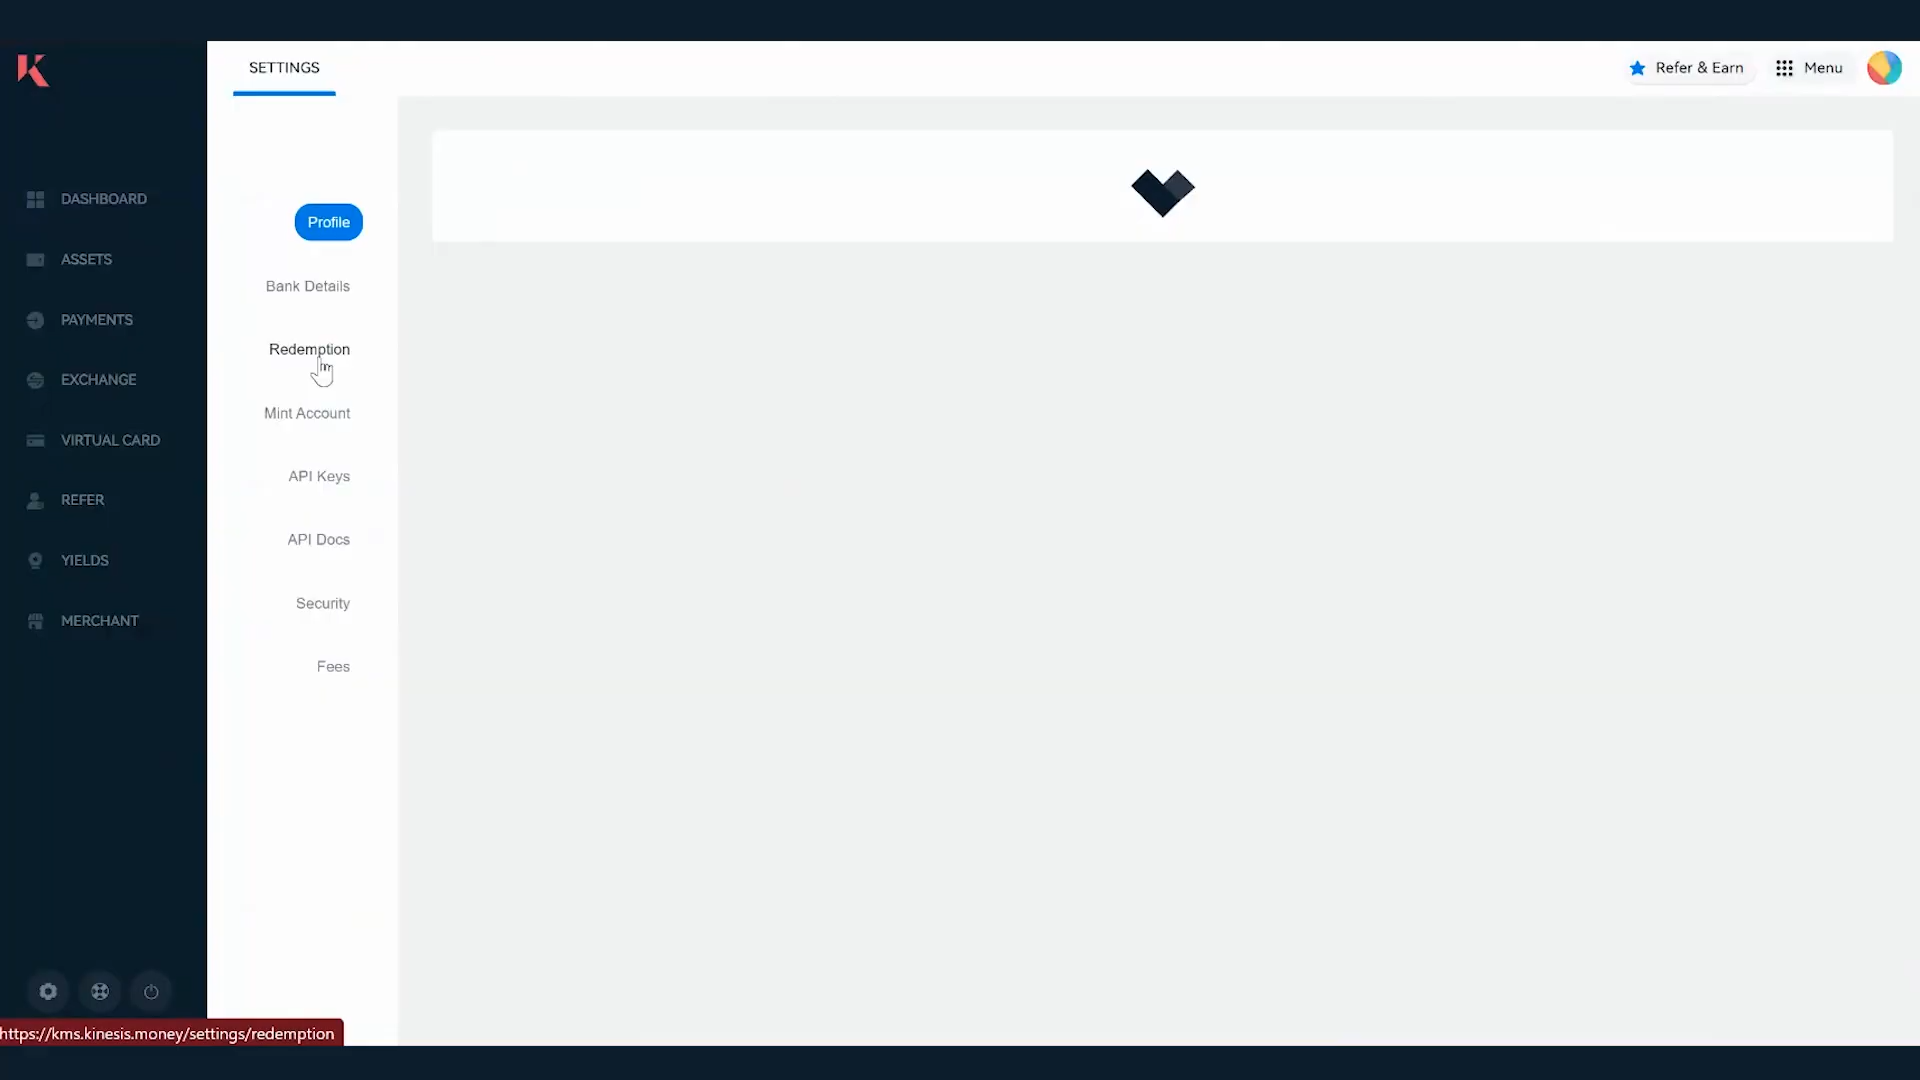 SETTINGS
Refer & Earn
Menu
DASHBOARD
ASSETS
PAYMENTS
EXCHANGE
VIRTUAL CARD
REFER
YIELDS
MERCHANT
Profile
Bank Details
Redemption
Mint Account
API Keys
API Docs
Security
Fees
https://kms.kinesis.money/settings/redemption